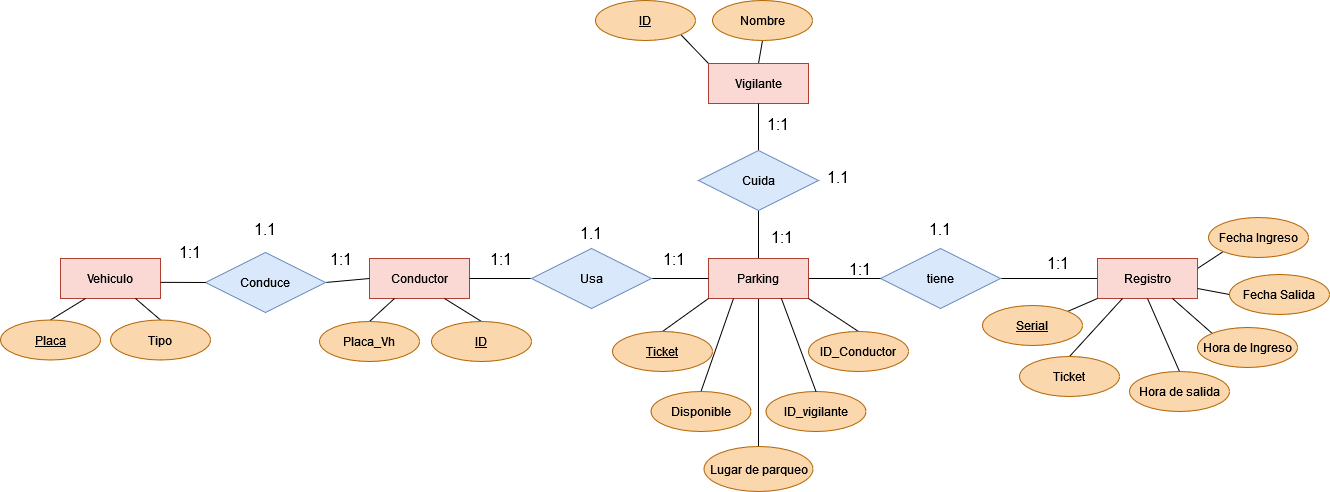 ID
Nombre
Vigilante
1:1
Cuida
1.1
1:1
1.1
1:1
1:1
Vehiculo
Conduce
Conductor
1.1
1:1
1:1
Usa
Parking
1.1
1:1
1:1
tiene
Registro
Fecha Ingreso
Fecha Salida
Placa
Tipo
Placa_Vh
ID
Ticket
ID_Conductor
Disponible
ID_vigilante
Lugar de parqueo
Serial
Ticket
Hora de salida
Hora de Ingreso